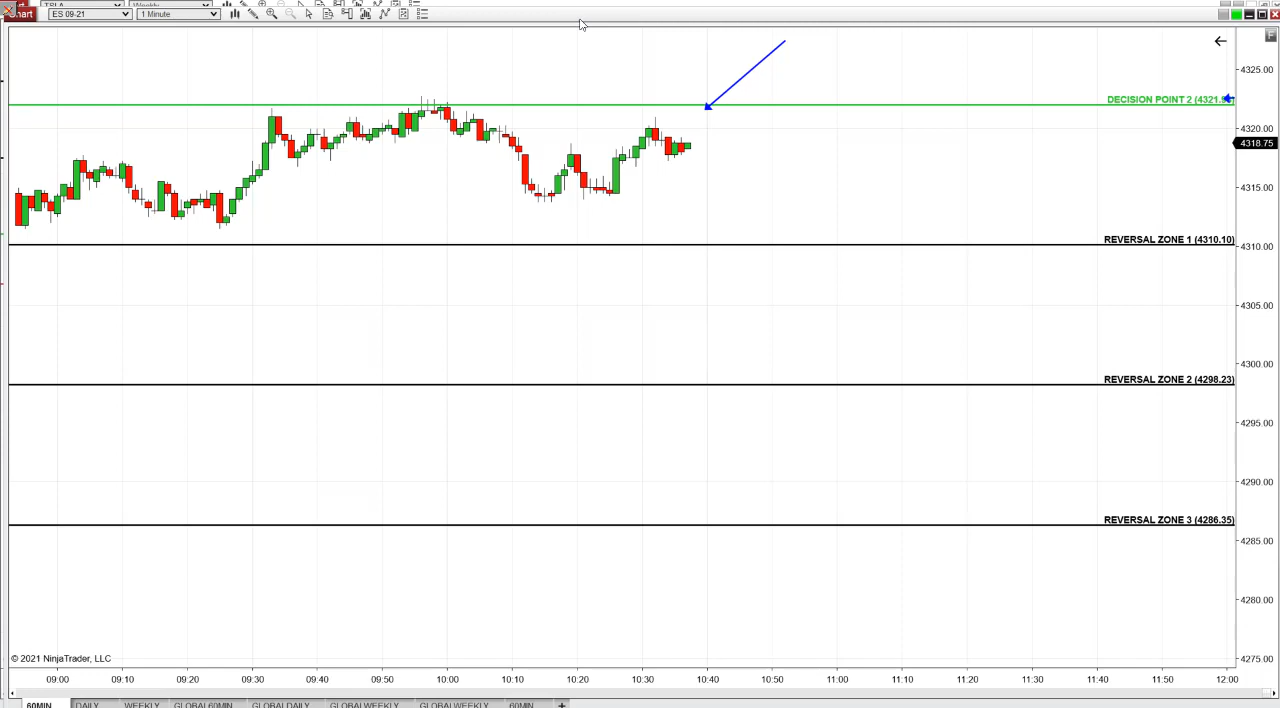 TSLA Weekly
hart ES 09-21 1 Minute
F
4325.00
DECISION POINT 2 (4321.9
4320.00
4318.75
4315.00
REVERSAL ZONE 1 (4310.10)
4310.00
4305.00
4300.00
REVERSAL ZONE 2 (4298.23)
4295.00
4290.00
REVERSAL ZONE 3 (4286.35)
4285.00
4280.00
© 2021 NinjaTrader, LLC
4275.00
09:00 09:10 09:20 09:30 09:40 09:50 10:00 10:10 10:20 10:30 10:40 10:50 11:00 11:10 11:20 11:30 11:40 11:50 12:00
60MIN DAILY WEEKLY GLOBAL 60MIN GLOBAL DAILY GLOBAL WEEKLY GLOBAL WEEKLY 60MIN +